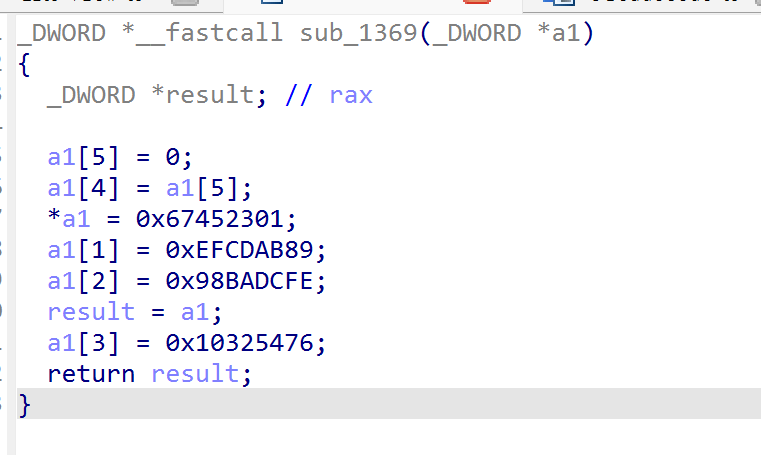 _DWORD *__fastcall sub_1369(_DWORD *a1)
{
  _DWORD *result; // rax

  a1[5] = 0;
  a1[4] = a1[5];
  *a1 = 0x67452301;
  a1[1] = 0xEFCDAB89;
  a1[2] = 0x98BADCFE;
  result = a1;
  a1[3] = 0x10325476;
  return result;
}